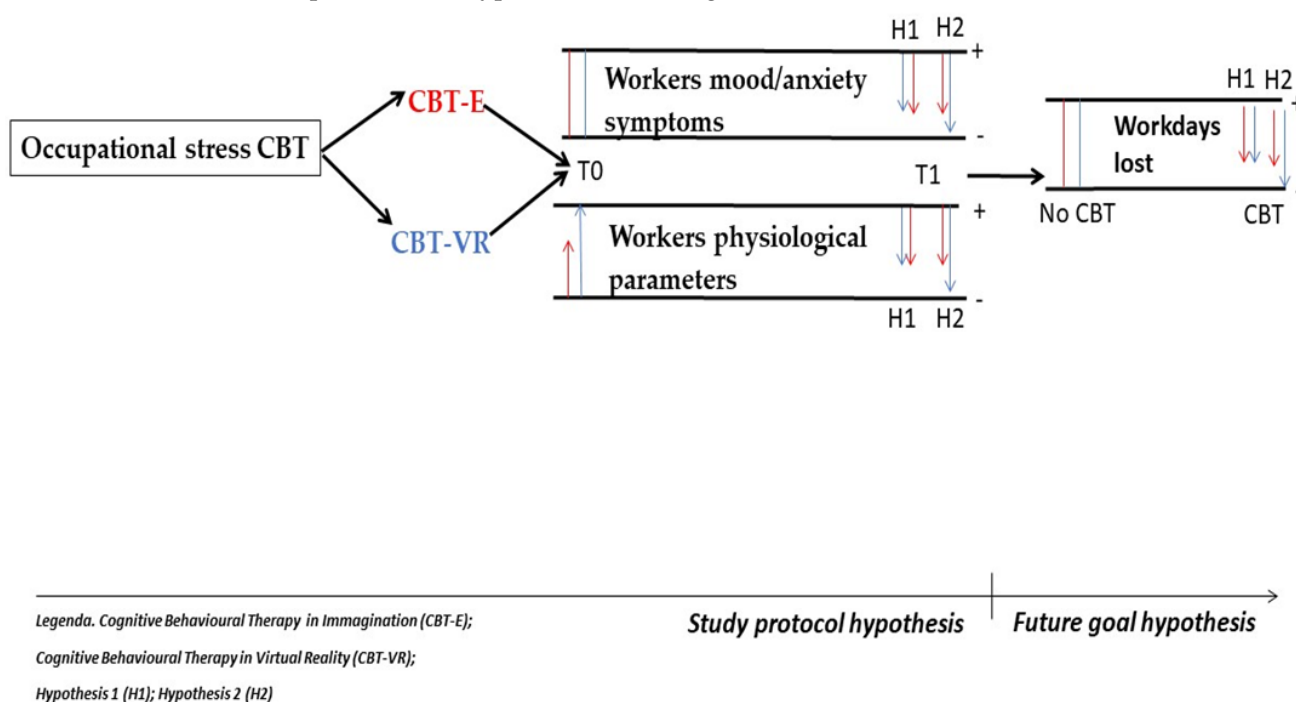 H1 H2
+
Workers mood/anxiety
symptoms
-
CBT-E
Occupational stress CBT
CBT-VR
T0
T1
+
Workers physiological
parameters
-
H1 H2
H1 H2
+
Workdays
lost
No CBT
CBT
Study protocol hypothesis
Future goal hypothesis
Legenda. Cognitive Behavioural Therapy in Immagination (CBT-E);
Cognitive Behavioural Therapy in Virtual Reality (CBT-VR);
Hypothesis 1 (H1); Hypothesis 2 (H2)